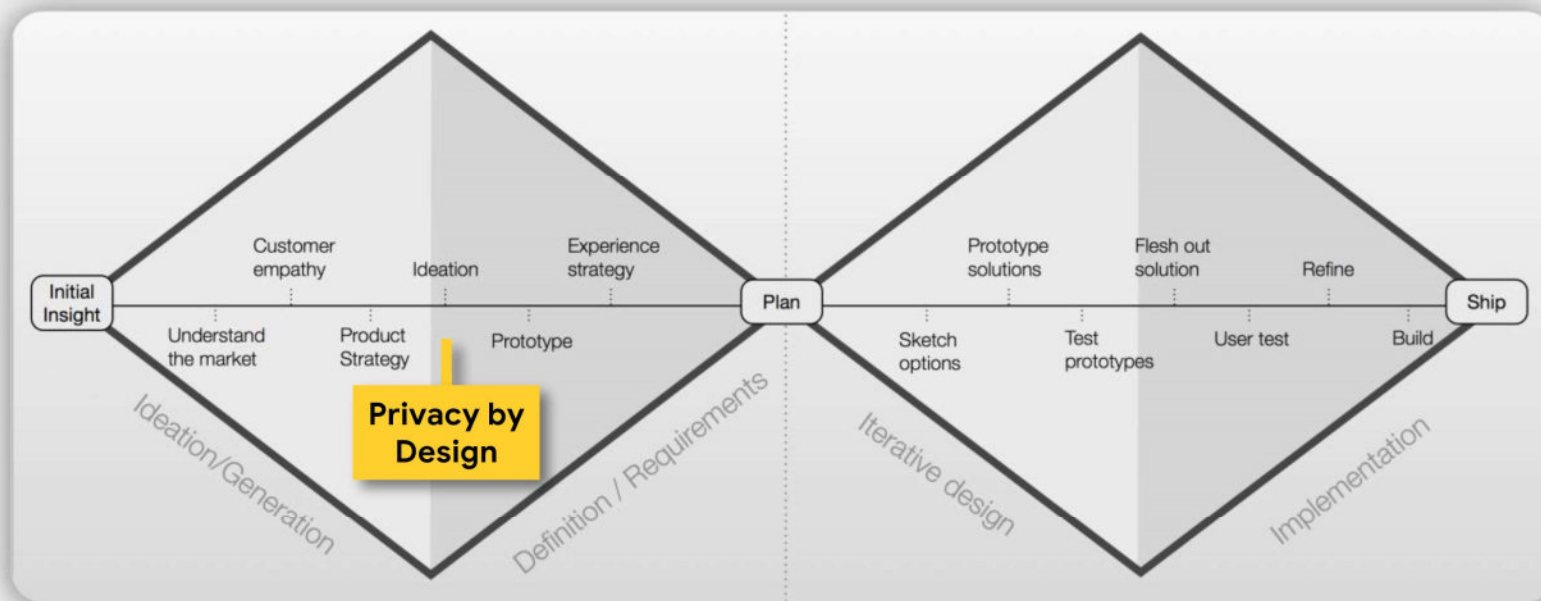 Customer
empathy
Ideation
Experience
strategy
Prototype
solutions
Flesh out
solution
Refine
Initial
Insight
Plan
Ship
Understand
the market
Product
Strategy
Prototype
Sketch
options
Test
prototypes
User test
Build
Privacy by
Design
Ideation/Generation
Definition / Requirements
Iterative design
Implementation